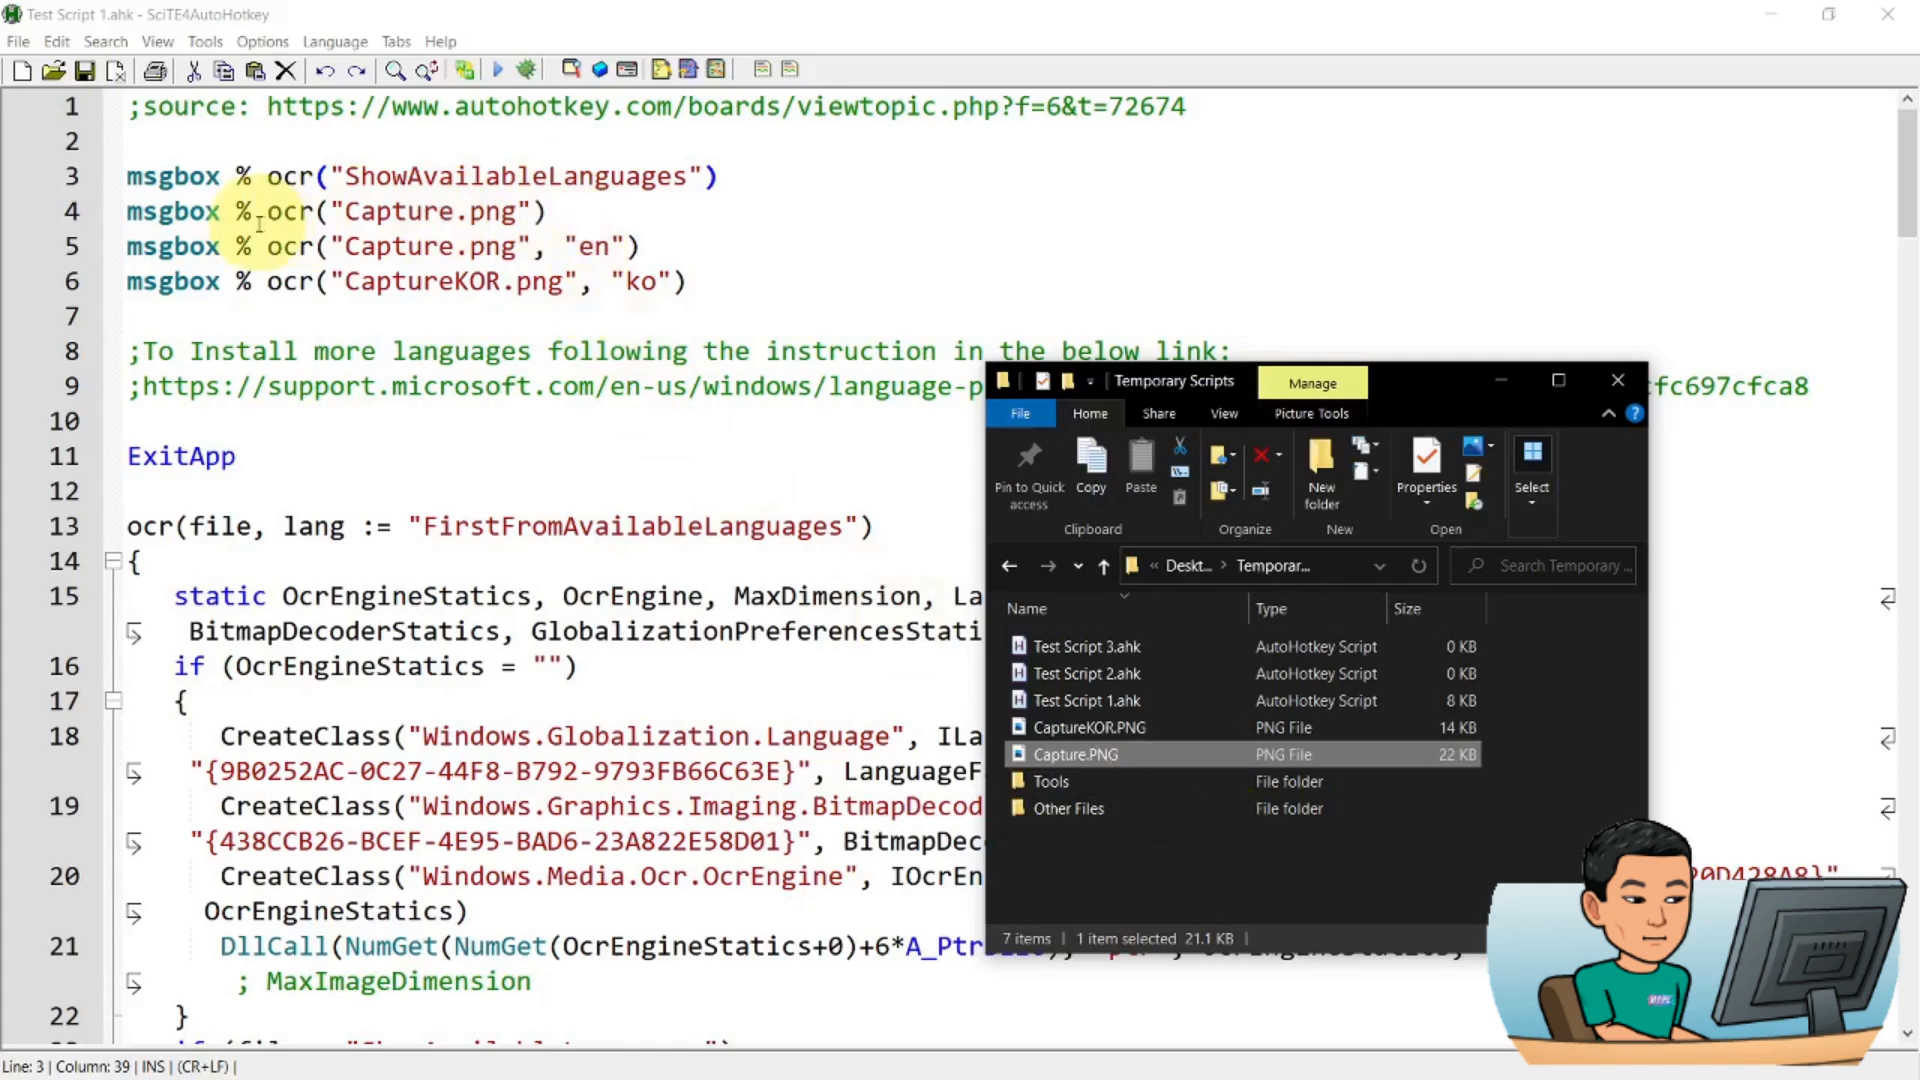 Test Script 1.ahk - SciTE4AutoHotkey
File Edit Search View Tools Options Language Tabs Help
1 ;source: https://www.autohotkey.com/boards/viewtopic.php?f=6&t=72674
2
3 msgbox % ocr("ShowAvailableLanguages")
4 msgbox % ocr("Capture.png")
5 msgbox % ocr("Capture.png", "en")
6 msgbox % ocr("CaptureKOR.png", "ko")
7
8 ;To Install more languages following the instruction in the below link:
9 ;https://support.microsoft.com/en-us/windows/language-p fc697cfca8
10
11 ExitApp
12
13 ocr(file, lang := "FirstFromAvailableLanguages")
14 {
15 static OcrEngineStatics, OcrEngine, MaxDimension, La
BitmapDecoderStatics, GlobalizationPreferencesStati
16 if (OcrEngineStatics = "")
17 {
18 CreateClass("Windows.Globalization.Language", ILa
"{9B0252AC-0C27-44F8-B792-9793FB66C63E}", LanguageF
19 CreateClass("Windows.Graphics.Imaging.BitmapDecod
"{438CCB26-BCEF-4E95-BAD6-23A822E58D01}", BitmapDec
20 CreateClass("Windows.Media.Ocr.OcrEngine", IOcrEn
OcrEngineStatics)
21 DllCall(NumGet(NumGet(OcrEngineStatics+0)+6*A_Ptr
; MaxImageDimension
22 }
Line: 3 | Column: 39 | INS | (CR+LF) |
Temporary Scripts
Manage
File Home Share View Picture Tools
Pin to Quick access
Copy
Paste
New folder
Properties
Select
Clipboard Organize New Open
« Deskt... › Temporar...
Search Temporary ...
Name Type Size
Test Script 3.ahk AutoHotkey Script 0 KB
Test Script 2.ahk AutoHotkey Script 0 KB
Test Script 1.ahk AutoHotkey Script 8 KB
CaptureKOR.PNG PNG File 14 KB
Capture.PNG PNG File 22 KB
Tools File folder
Other Files File folder
7 items | 1 item selected 21.1 KB |